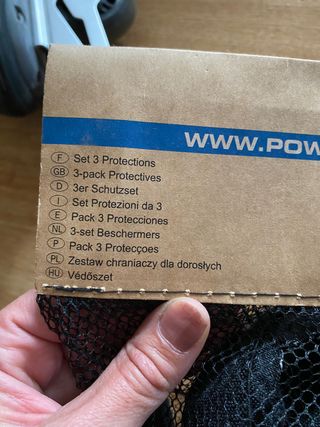 WWW.POW
F Set 3 Protections
GB 3-pack Protectives
D 3er Schutzset
I Set Protezioni da 3
E Pack 3 Protecciones
NL 3-set Beschermers
P Pack 3 Protecçoes
PL Zestaw chraniaczy dla dorosłych
HU Védőszet